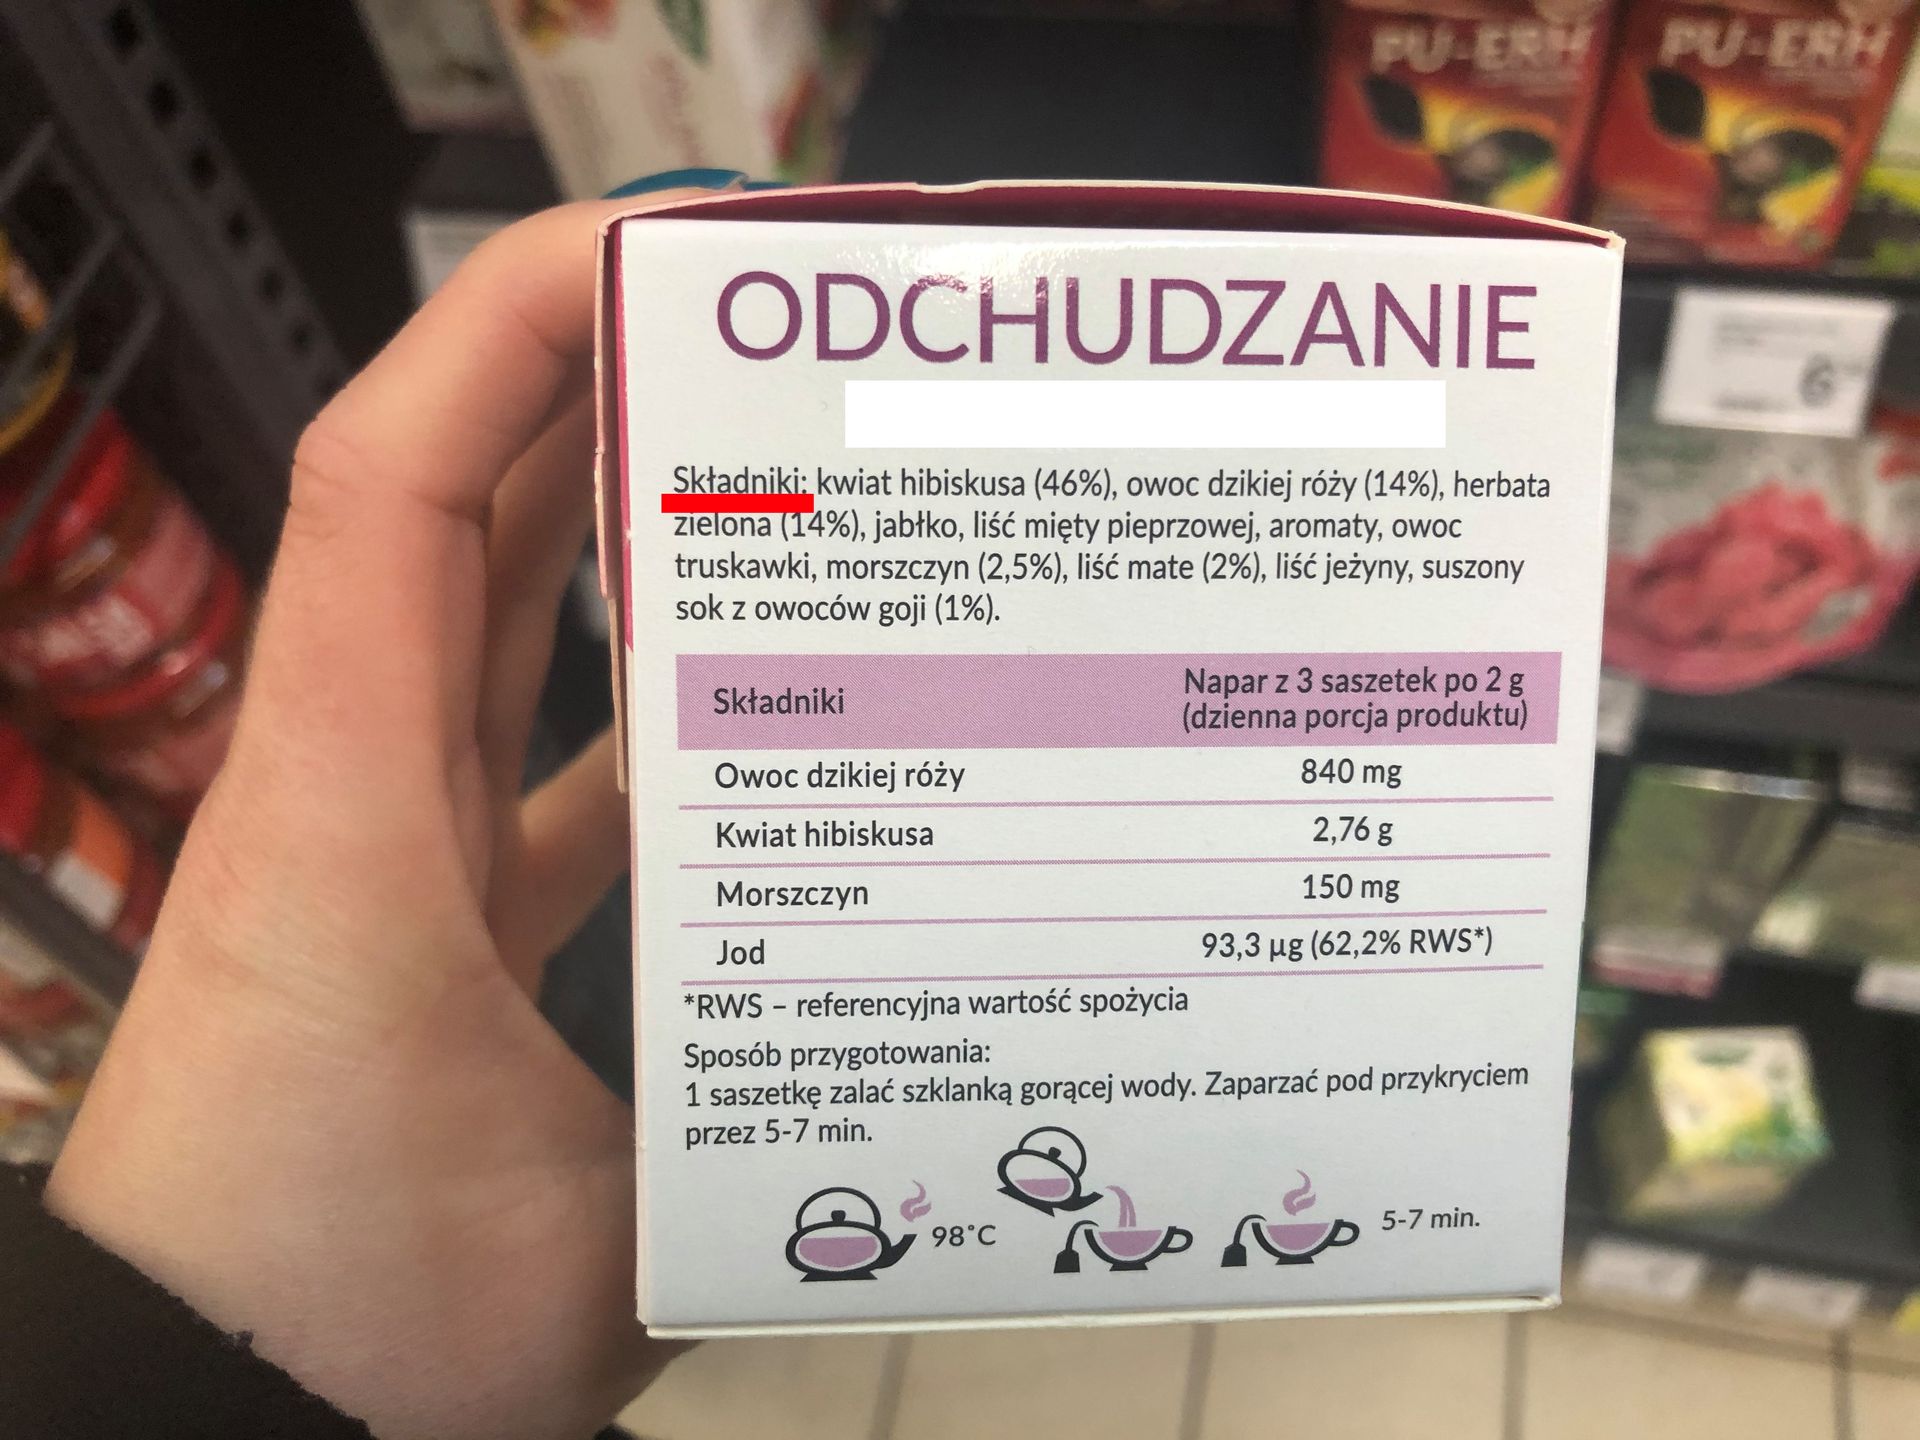 PU-ERH
PU-ERH
ODCHUDZANIE
Składniki: kwiat hibiskusa (46%), owoc dzikiej róży (14%), herbata
zielona (14%), jabłko, liść mięty pieprzowej, aromaty, owoc
truskawki, morszczyn (2,5%), liść mate (2%), liść jeżyny, suszony
sok z owoców goji (1%).
Składniki
Napar z 3 saszetek po 2 g
(dzienna porcja produktu)
Owoc dzikiej róży 840 mg
Kwiat hibiskusa 2,76 g
Morszczyn 150 mg
Jod 93,3 µg (62,2% RWS*)
*RWS – referencyjna wartość spożycia
Sposób przygotowania:
1 saszetkę zalać szklanką gorącej wody. Zaparzać pod przykryciem
przez 5-7 min.
98°C
5-7 min.